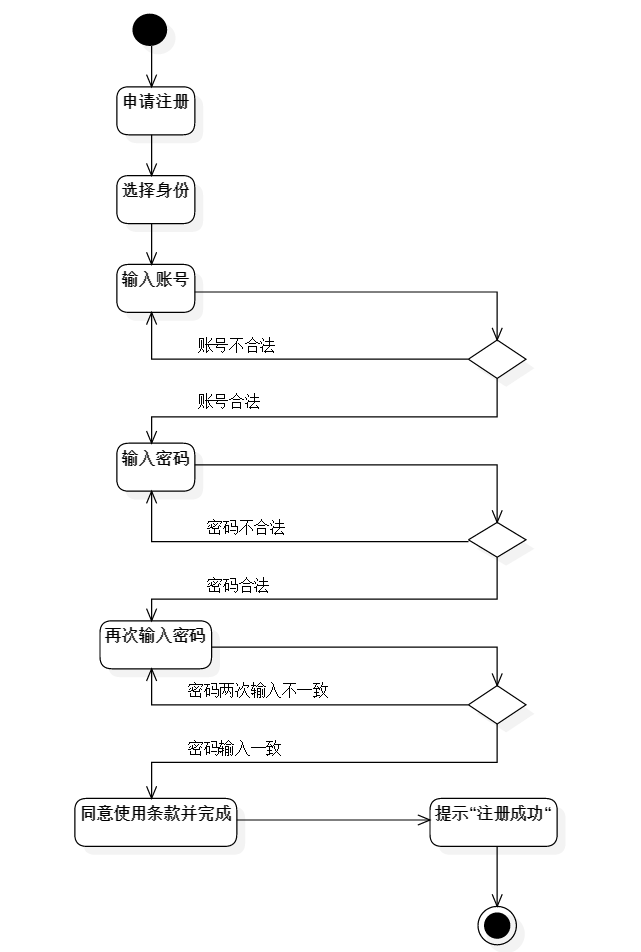 申请注册
选择身份
输入账号
账号不合法
账号合法
输入密码
密码不合法
密码合法
再次输入密码
密码两次输入不一致
密码输入一致
同意使用条款并完成
提示“注册成功“